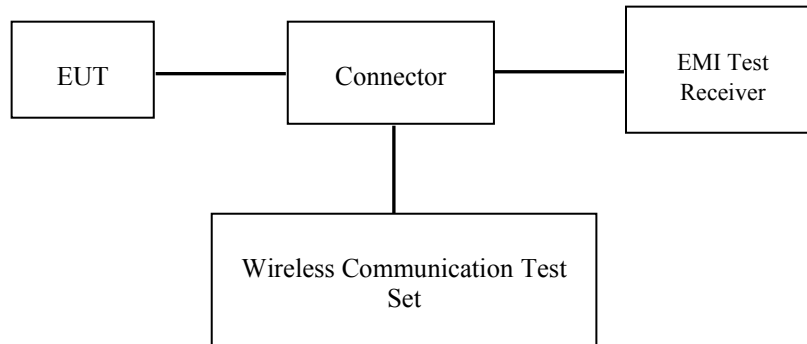 EUT
Connector
EMI Test
Receiver
Wireless Communication Test
Set